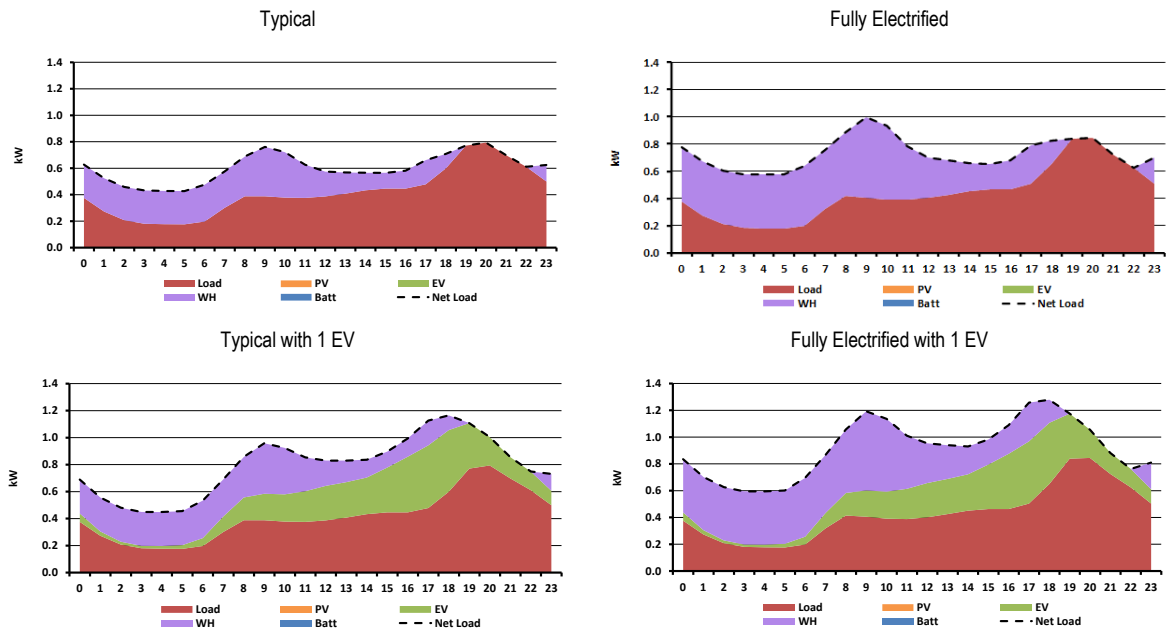 Typical
1.4
1.2
1.0
0.8
0.6
0.4
0.2
0.0
kW
0 1 2 3 4 5 6 7 8 9 10 11 12 13 14 15 16 17 18 19 20 21 22 23
Load PV EV
WH Batt Net Load
Fully Electrified
1.4
1.2
1.0
0.8
0.6
0.4
0.2
0.0
kW
0 1 2 3 4 5 6 7 8 9 10 11 12 13 14 15 16 17 18 19 20 21 22 23
Load PV EV
WH Batt Net Load
Typical with 1 EV
1.4
1.2
1.0
0.8
0.6
0.4
0.2
0.0
kW
0 1 2 3 4 5 6 7 8 9 10 11 12 13 14 15 16 17 18 19 20 21 22 23
Load PV EV
WH Batt Net Load
Fully Electrified with 1 EV
1.4
1.2
1.0
0.8
0.6
0.4
0.2
0.0
kW
0 1 2 3 4 5 6 7 8 9 10 11 12 13 14 15 16 17 18 19 20 21 22 23
Load PV EV
WH Batt Net Load